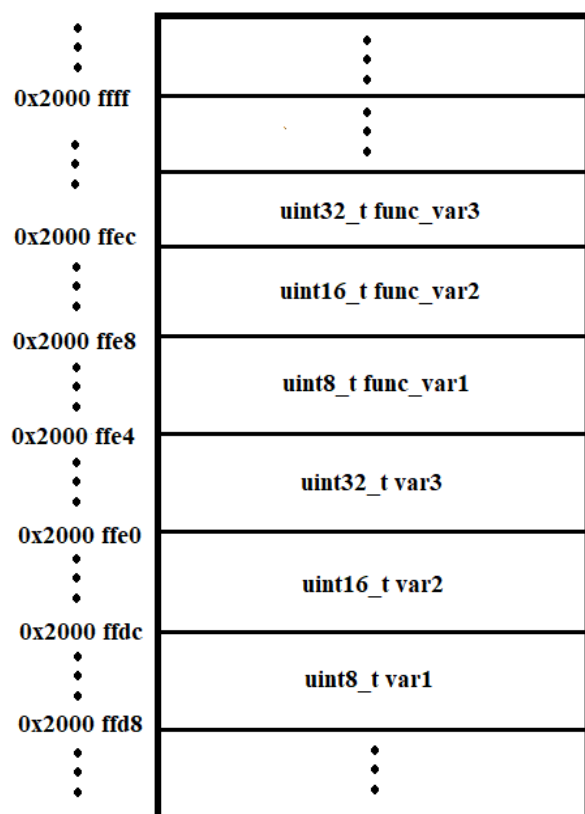 0x2000 ffff
uint32_t func_var3
0x2000 ffec
uint16_t func_var2
0x2000 ffe8
uint8_t func_var1
0x2000 ffe4
uint32_t var3
0x2000 ffe0
uint16_t var2
0x2000 ffdc
uint8_t var1
0x2000 ffd8